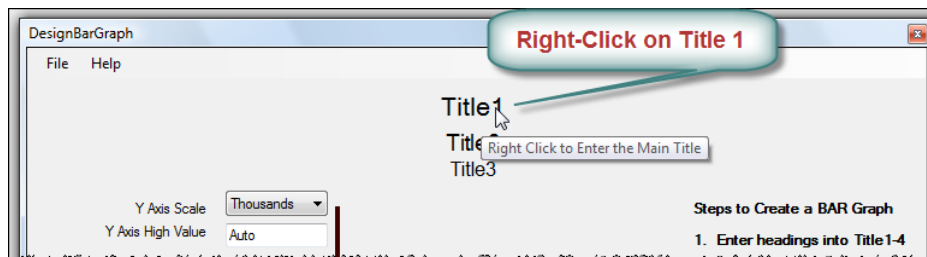 DesignBarGraph
Right-Click on Title 1
File Help
Title1
Title
Right Click to Enter the Main Title
Title3
Y Axis Scale Thousands
Steps to Create a BAR Graph
Y Axis High Value Auto
1. Enter headings into Title1-4